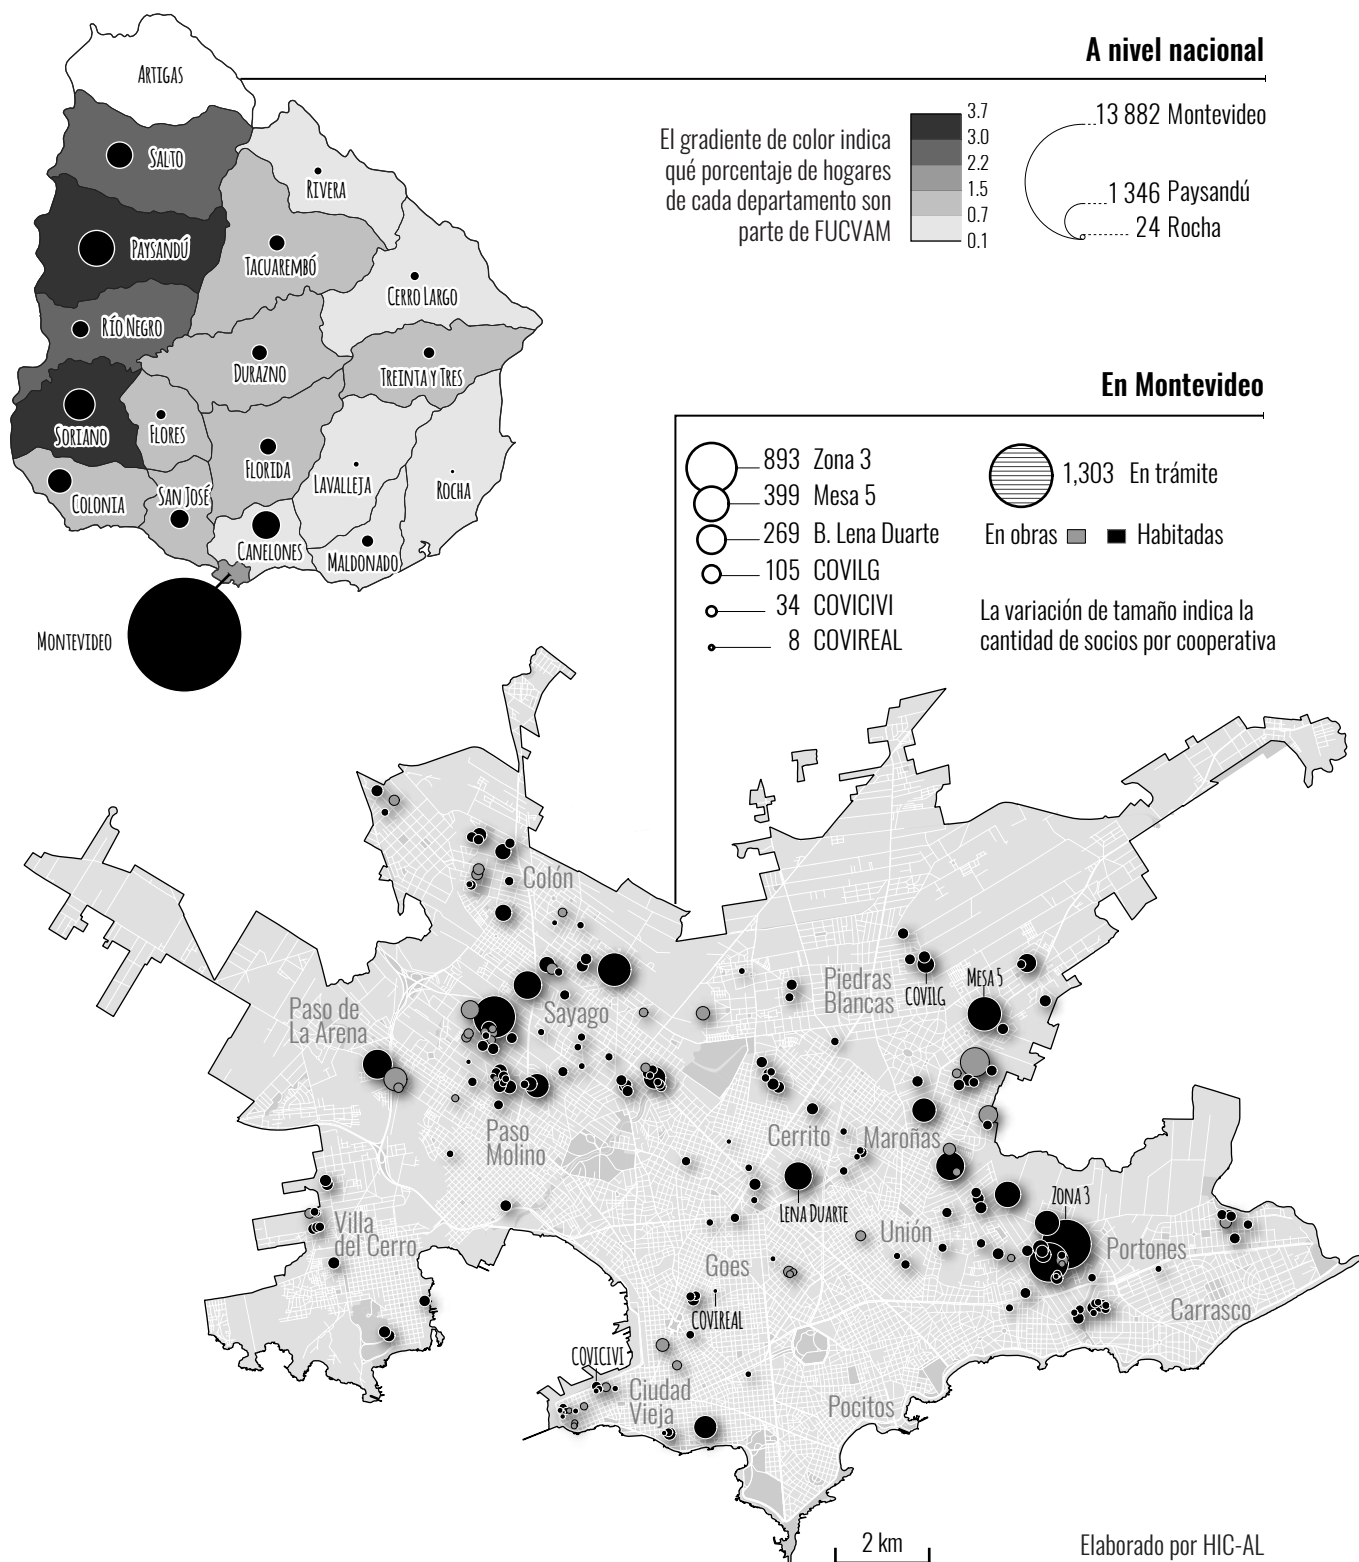 A nivel nacional
El gradiente de color indica
qué porcentaje de hogares
de cada departamento son
parte de FUCVAM
3.7
3.0
2.2
1.5
0.7
0.1
13 882 Montevideo
1 346 Paysandú
24 Rocha
ARTIGAS
SALTO
RIVERA
PAYSANDÚ
TACUAREMBÓ
CERRO LARGO
RÍO NEGRO
DURAZNO
TREINTA Y TRES
SORIANO
FLORES
FLORIDA
LAVALLEJA
ROCHA
COLONIA
SAN JOSÉ
CANELONES
MALDONADO
MONTEVIDEO
En Montevideo
893 Zona 3
399 Mesa 5
269 B. Lena Duarte
105 COVILG
34 COVICIVI
8 COVIREAL
1,303 En trámite
En obras
Habitadas
La variación de tamaño indica la
cantidad de socios por cooperativa
Colón
Piedras
Blancas
COVILG
MESA 5
Paso de
La Arena
Sayago
Paso
Molino
Cerrito
Maroñas
LENA DUARTE
ZONA 3
Villa
del Cerro
Unión
Portones
Goes
COVIREAL
Carrasco
COVICIVI
Ciudad
Vieja
Pocitos
2 km
Elaborado por HIC-AL